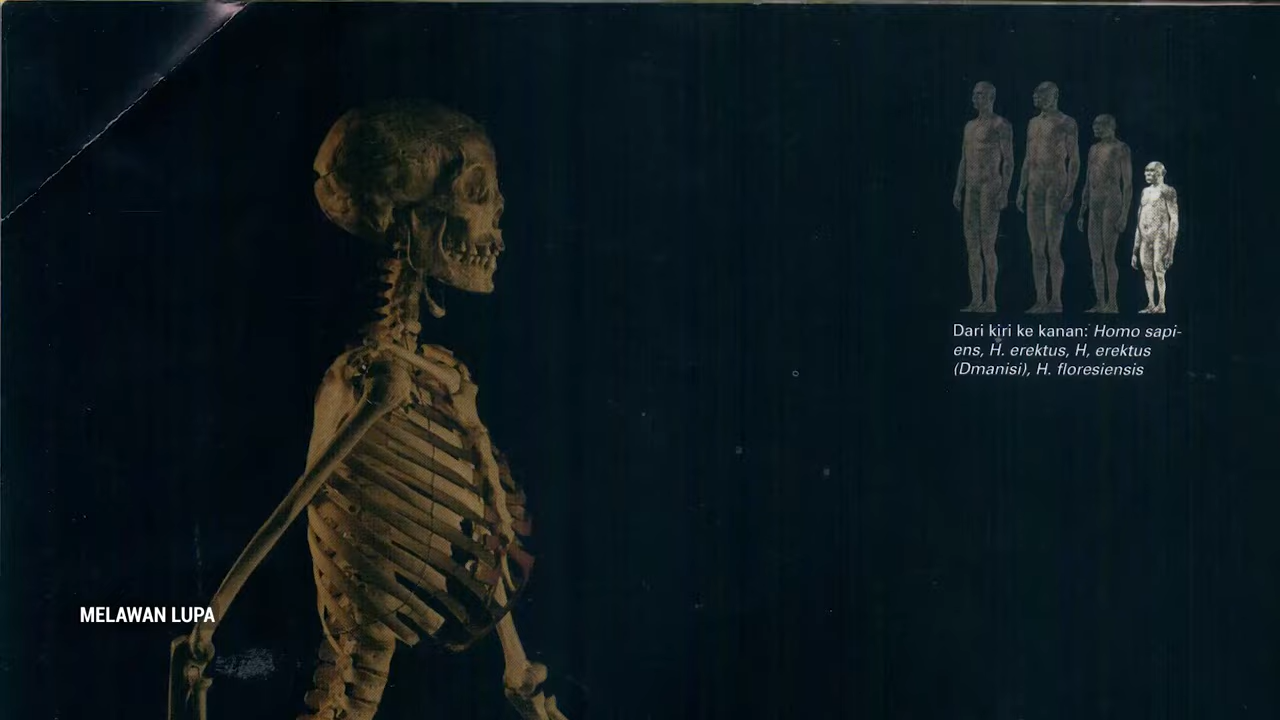 Dari kiri ke kanan: Homo sapi-
ens, H. erektus, H, erektus
(Dmanisi), H. floresiensis
MELAWAN LUPA